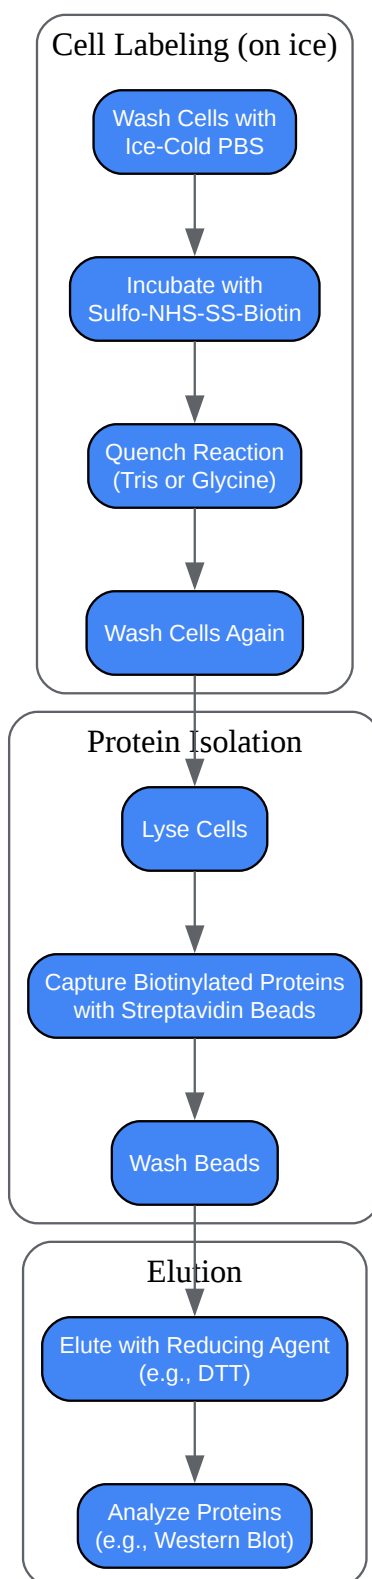 Cell Labeling (on ice)
Wash Cells with
Ice-Cold PBS
Incubate with
Sulfo-NHS-SS-Biotin
Quench Reaction
(Tris or Glycine)
Wash Cells Again
Protein Isolation
Lyse Cells
Capture Biotinylated Proteins
with Streptavidin Beads
Wash Beads
Elution
Elute with Reducing Agent
(e.g., DTT)
Analyze Proteins
(e.g., Western Blot)